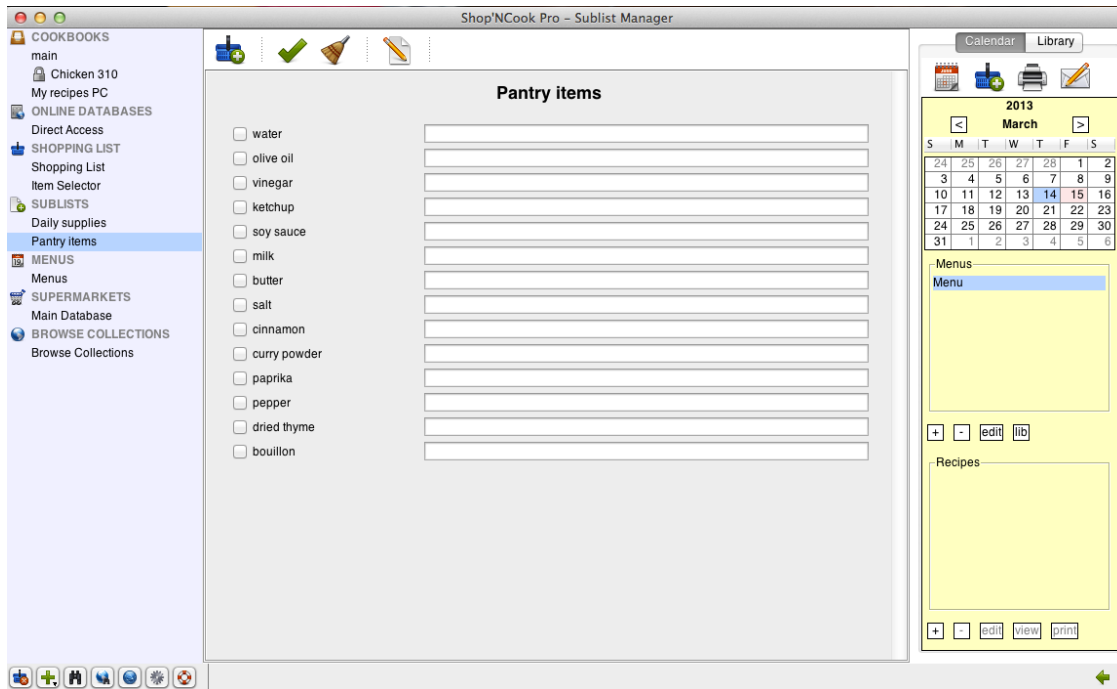 Shop'NCook Pro – Sublist Manager
COOKBOOKS
main
Chicken 310
My recipes PC
ONLINE DATABASES
Direct Access
SHOPPING LIST
Shopping List
Item Selector
SUBLISTS
Daily supplies
Pantry items
MENUS
Menus
SUPERMARKETS
Main Database
BROWSE COLLECTIONS
Browse Collections
Pantry items
water
olive oil
vinegar
ketchup
soy sauce
milk
butter
salt
cinnamon
curry powder
paprika
pepper
dried thyme
bouillon
Calendar Library
2013
< March >
S M T W T F S
24 25 26 27 28 1 2
3 4 5 6 7 8 9
10 11 12 13 14 15 16
17 18 19 20 21 22 23
24 25 26 27 28 29 30
31 1 2 3 4 5 6
Menus
Menu
+ - edit lib
Recipes
+ - edit view print